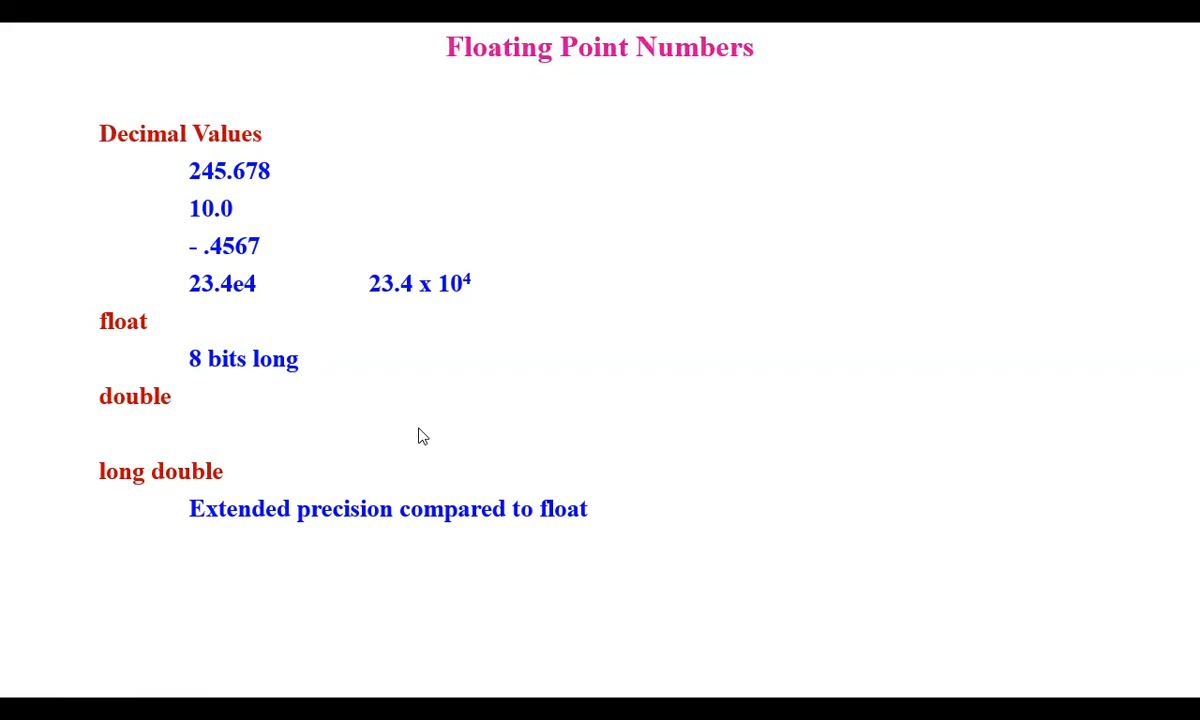 Floating Point Numbers
Decimal Values
245.678
10.0
- .4567
23.4e4 23.4 x 10⁴
float
8 bits long
double
long double
Extended precision compared to float